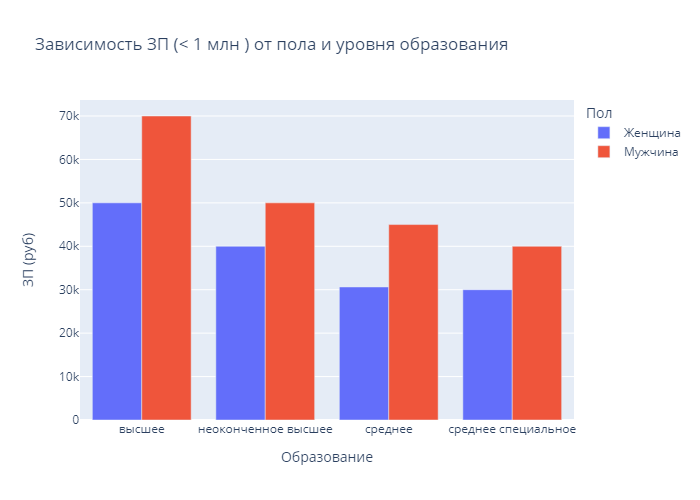 Зависимость ЗП (< 1 млн ) от пола и уровня образования
Пол
Женщина
Мужчина
70k
60k
50k
40k
30k
20k
10k
0
ЗП (руб)
высшее
неоконченное высшее
среднее
среднее специальное
Образование